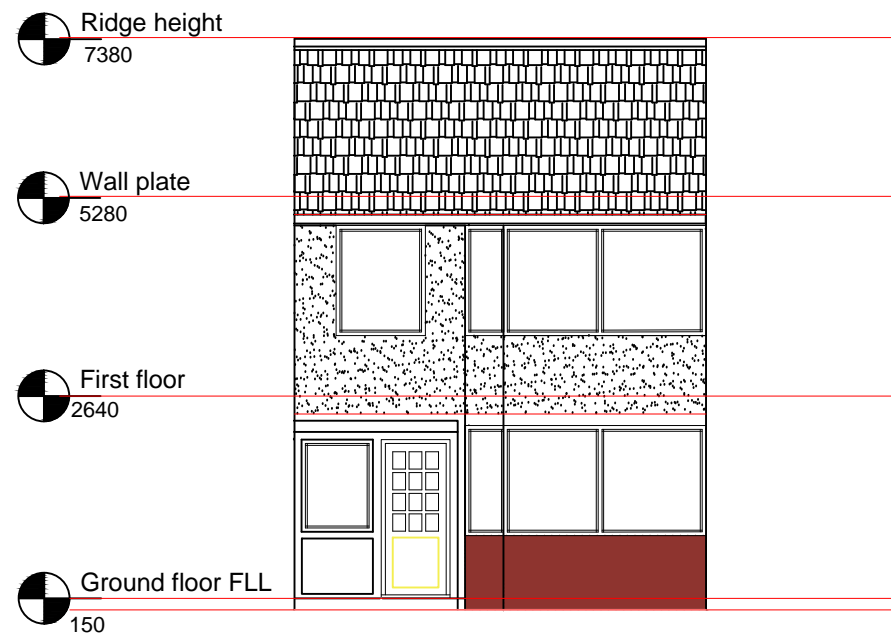 Ridge height
7380
Wall plate
5280
First floor
2640
Ground floor FLL
150